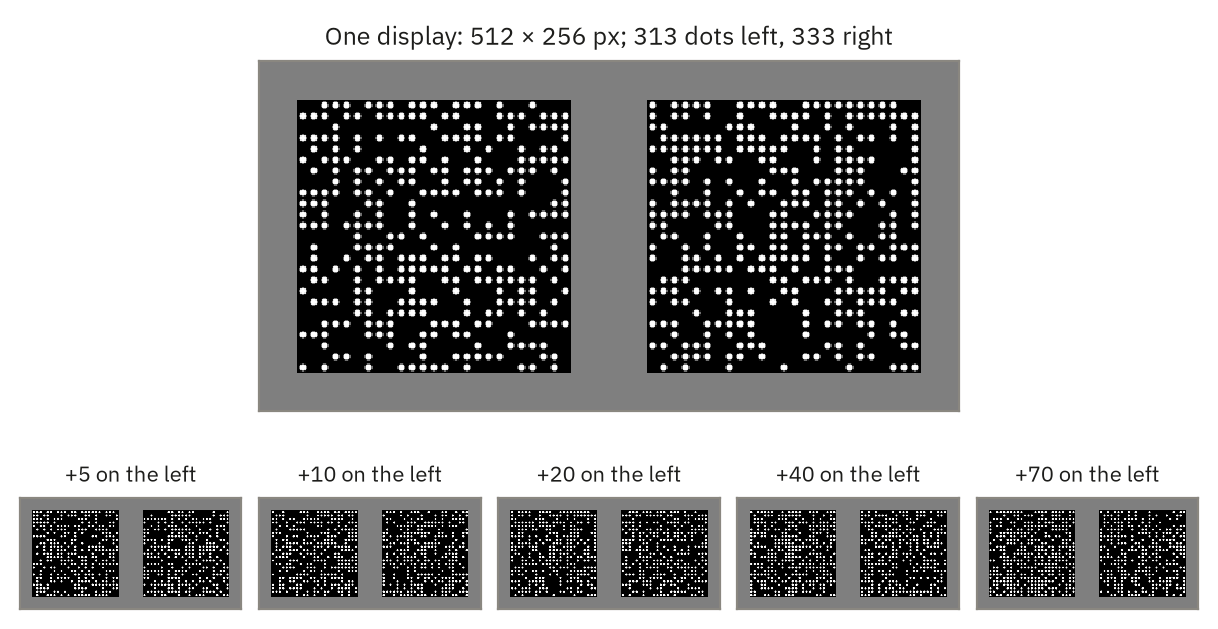 One display: 512 × 256 px; 313 dots left, 333 right
+5 on the left
+10 on the left
+20 on the left
+40 on the left
+70 on the left